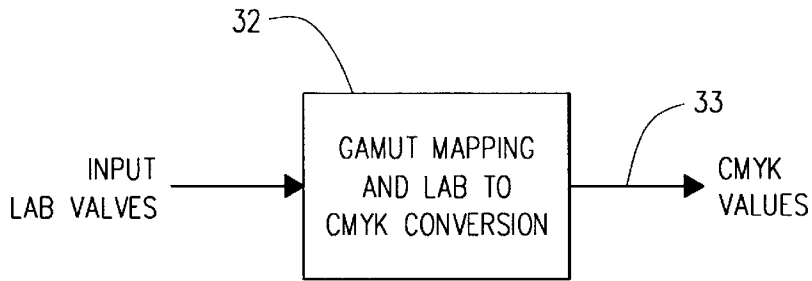 32
33
INPUT
LAB VALVES
GAMUT MAPPING
AND LAB TO
CMYK CONVERSION
CMYK
VALUES